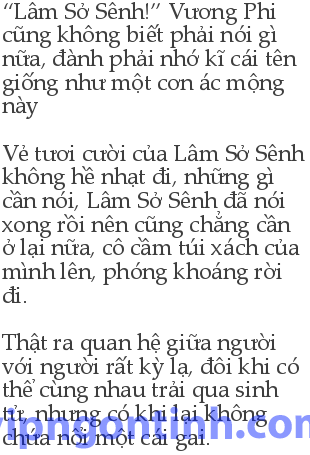 “Lâm Sở Sênh!” Vương Phi
cũng không biết phải nói gì
nữa, đành phải nhớ kĩ cái tên
giống như một cơn ác mộng
này
Vẻ tươi cười của Lâm Sở Sênh
không hề nhạt đi, những gì
cần nói, Lâm Sở Sênh đã nói
xong rồi nên cũng chẳng cần
ở lại nữa, cô cầm túi xách của
mình lên, phóng khoáng rời
đi.
Thật ra quan hệ giữa người
với người rất kỳ lạ, đôi khi có
thể cùng nhau trải qua sinh
tử, nhưng có khi lại không
chứa nổi một cái gai.
vipngontinh.com